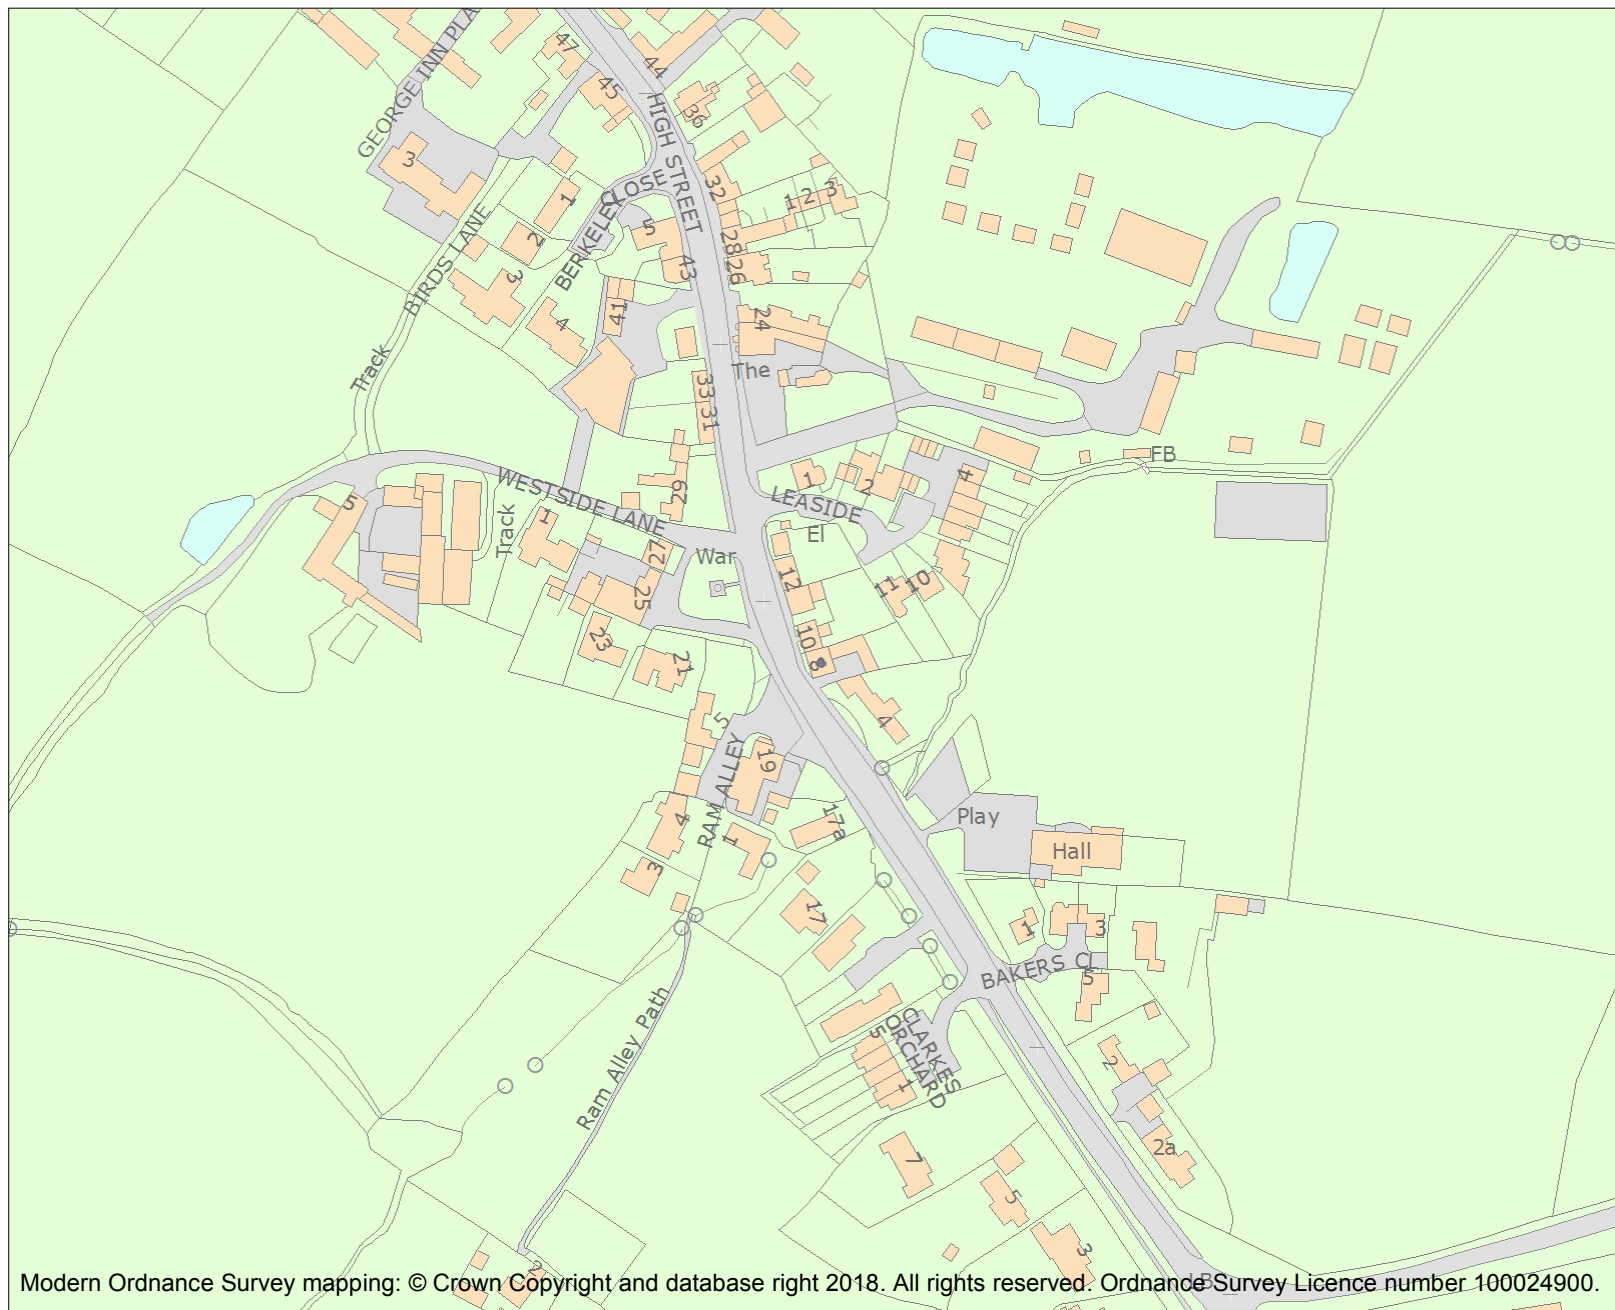 GEORGE INN PLA
47
44
45
HIGH STREET
36
3
32
CLOSE
1 2 3
1
BERKELEY
5
2
28
26
BIRDS LANE
43
3
41
4
24
Track
The
33
31
FB
WESTSIDE LANE
29
1
2
4
LEASIDE
5
Track
1
El
27
War
12
11
10
25
23
10
8
21
5
4
19
RAM ALLEY
17a
Play
4
1
Hall
3
17
1
3
BAKERS CL
5
CLARKES
ORCHARD
5
1
Ram Alley Path
2
7
2a
5
3
2
LB
Modern Ordnance Survey mapping: © Crown Copyright and database right 2018. All rights reserved. Ordnance Survey Licence number 100024900.